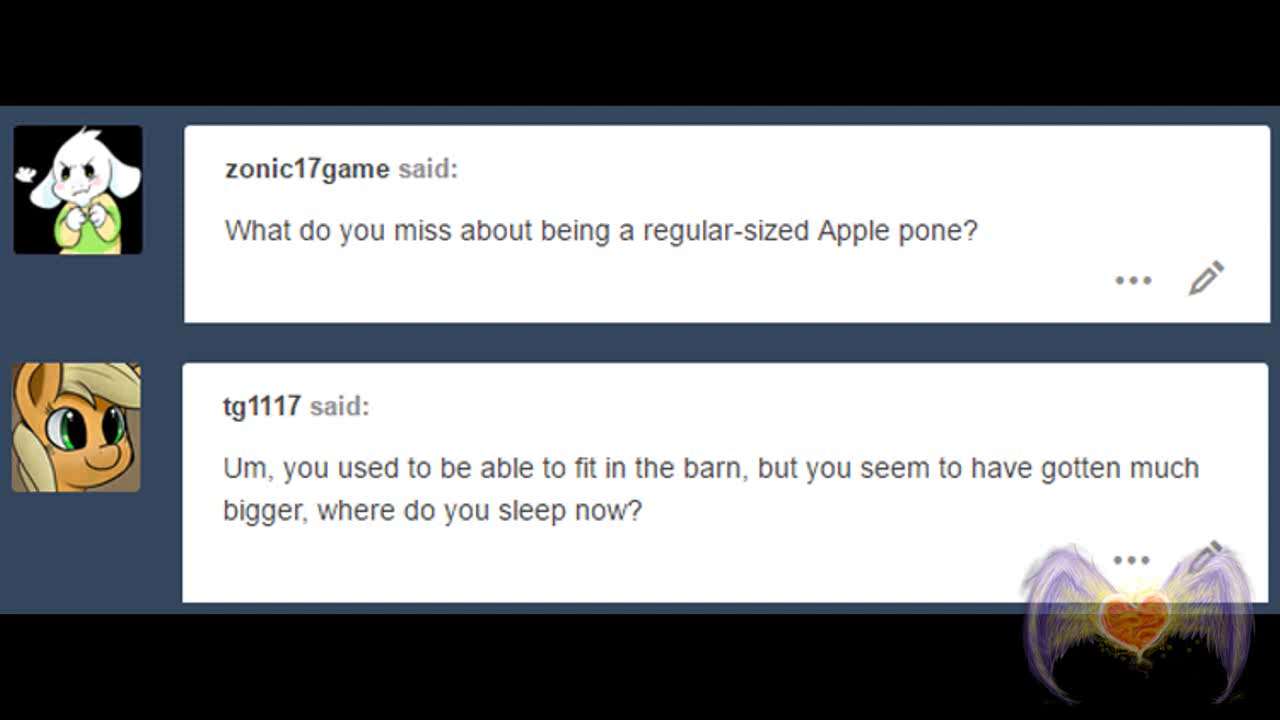 zonic17game said:
What do you miss about being a regular-sized Apple pone?
tg1117 said:
Um, you used to be able to fit in the barn, but you seem to have gotten much
bigger, where do you sleep now?